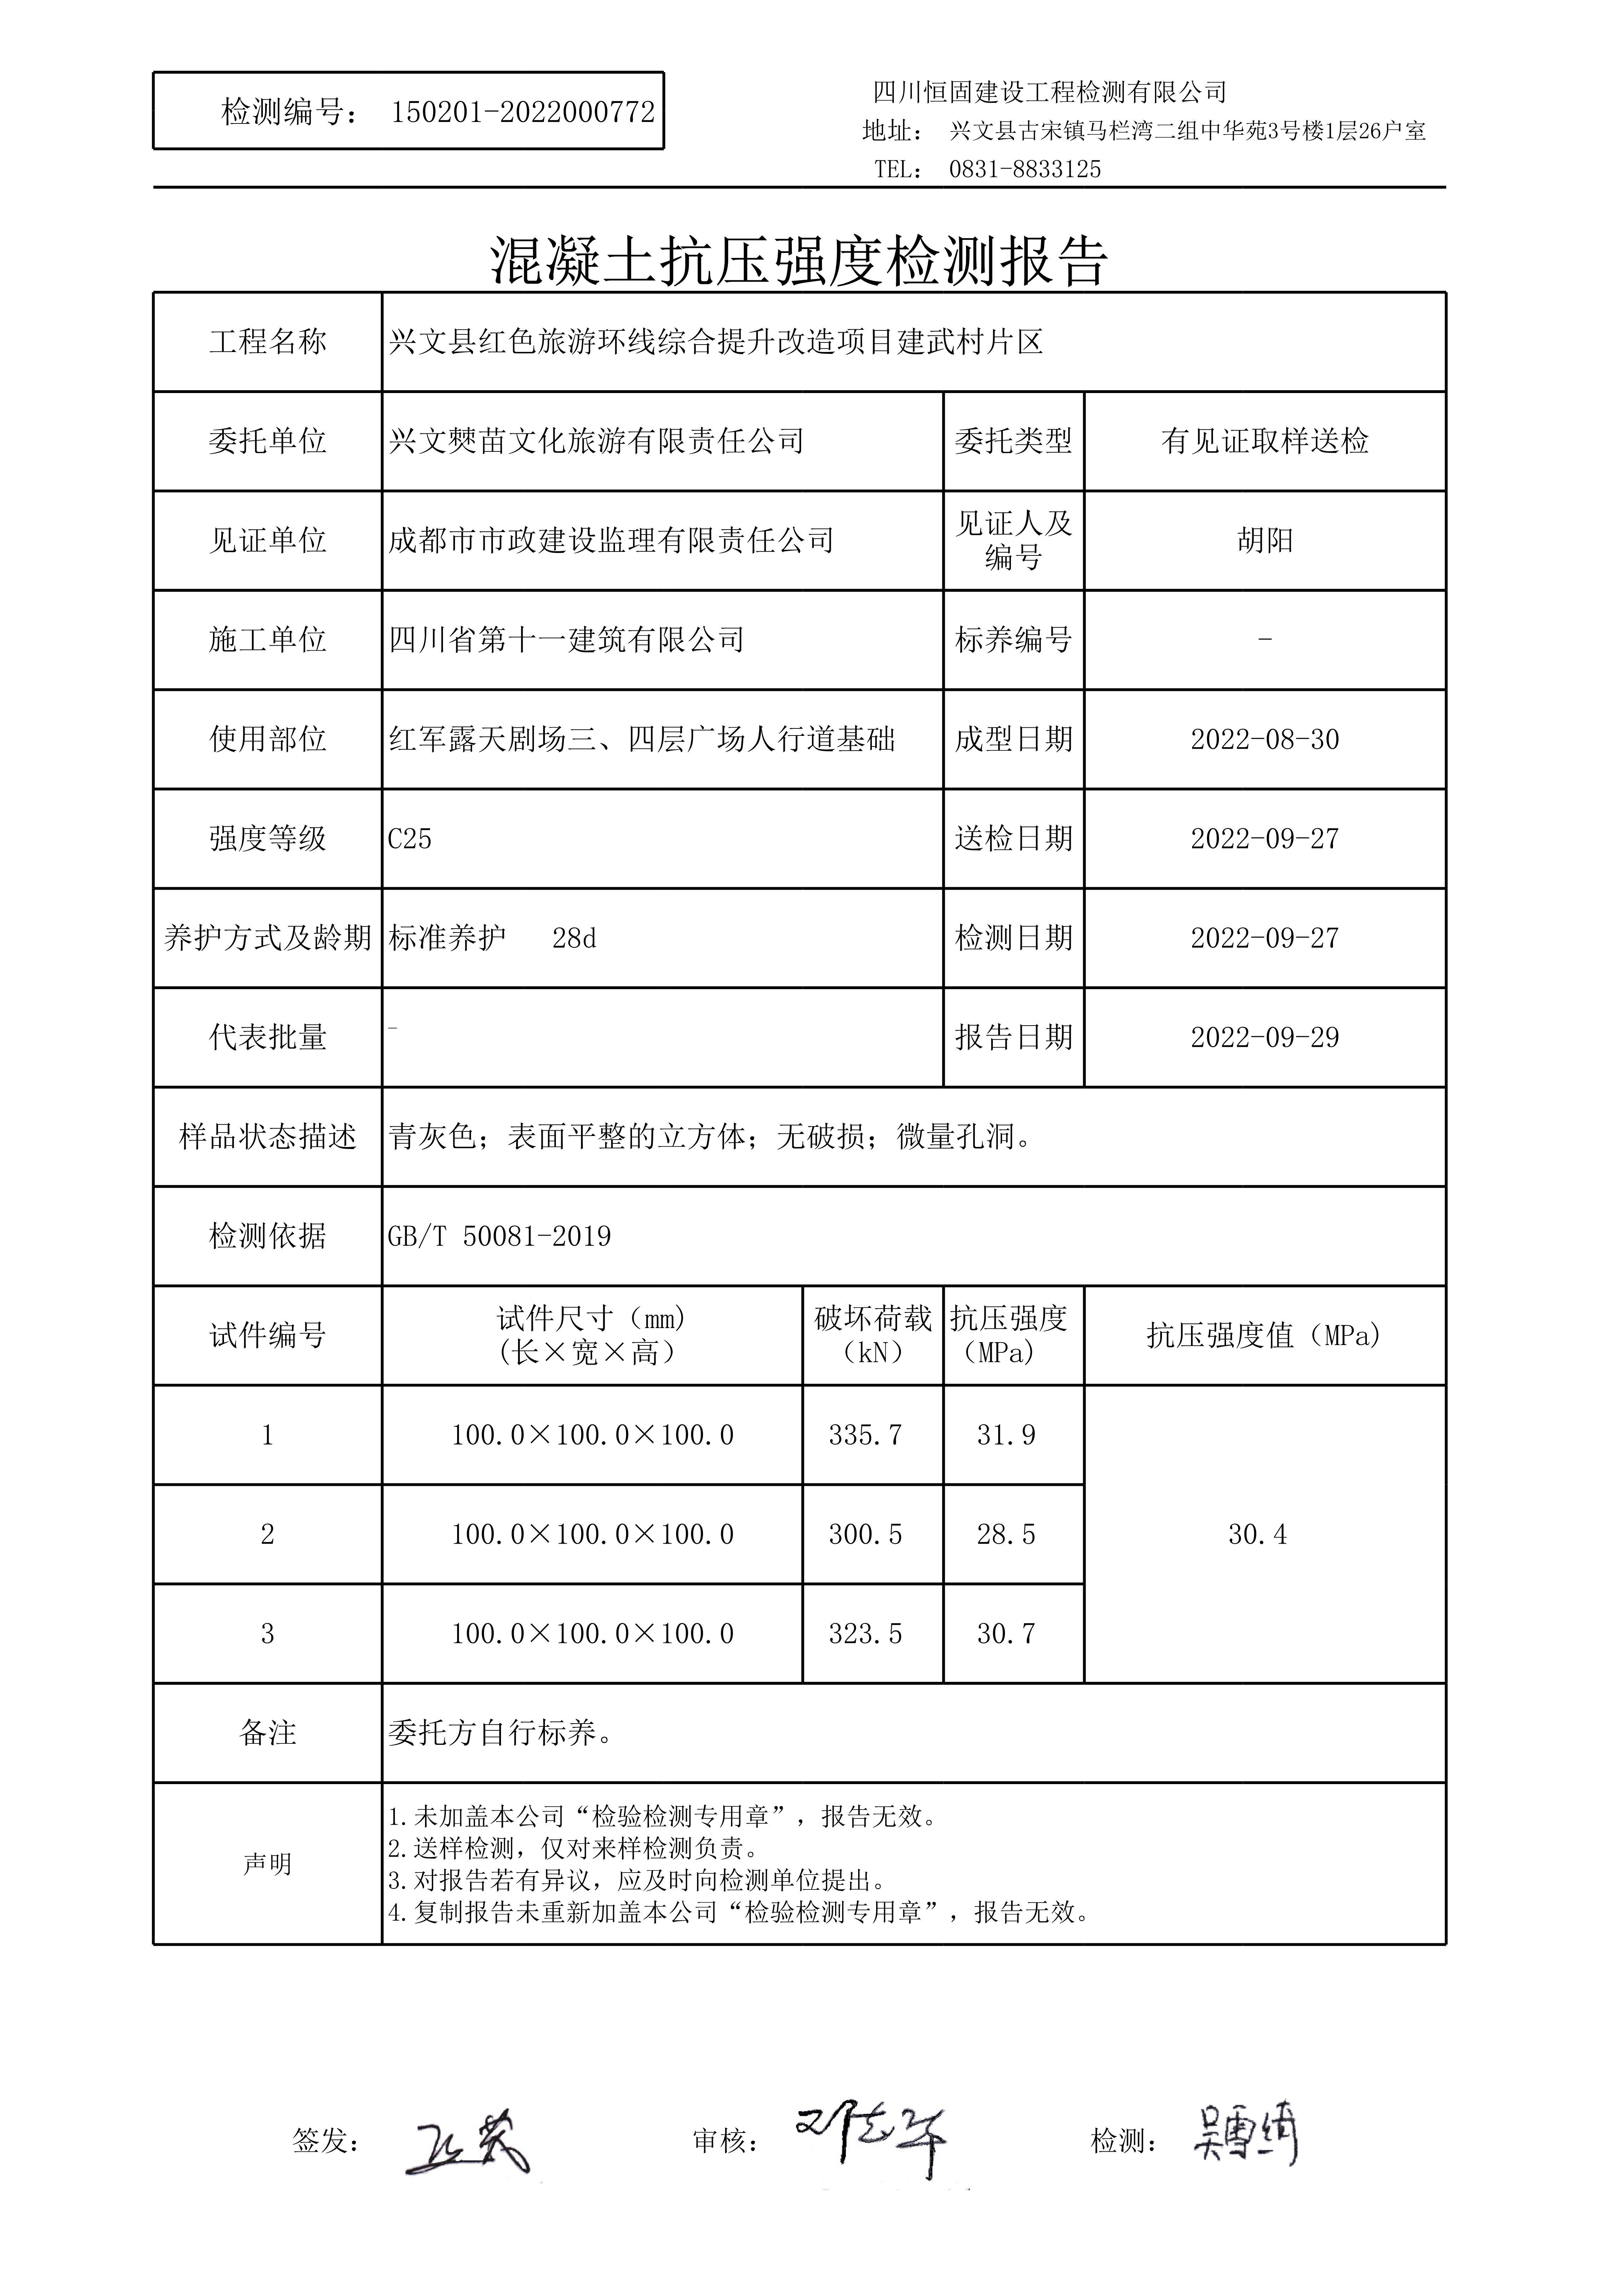 检测编号： 150201-2022000772
四川恒固建设工程检测有限公司
地址： 兴文县古宋镇马栏湾二组中华苑3号楼1层26户室
TEL： 0831-8833125
混凝土抗压强度检测报告
工程名称 兴文县红色旅游环线综合提升改造项目建武村片区
委托单位 兴文僰苗文化旅游有限责任公司 委托类型 有见证取样送检
见证单位 成都市市政建设监理有限责任公司 见证人及编号 胡阳
施工单位 四川省第十一建筑有限公司 标养编号 -
使用部位 红军露天剧场三、四层广场人行道基础 成型日期 2022-08-30
强度等级 C25 送检日期 2022-09-27
养护方式及龄期 标准养护 28d 检测日期 2022-09-27
代表批量 - 报告日期 2022-09-29
样品状态描述 青灰色；表面平整的立方体；无破损；微量孔洞。
检测依据 GB/T 50081-2019
试件编号 试件尺寸（mm)(长×宽×高） 破坏荷载（kN） 抗压强度（MPa) 抗压强度值（MPa)
1 100.0×100.0×100.0 335.7 31.9
2 100.0×100.0×100.0 300.5 28.5 30.4
3 100.0×100.0×100.0 323.5 30.7
备注 委托方自行标养。
声明
1.未加盖本公司“检验检测专用章”，报告无效。
2.送样检测，仅对来样检测负责。
3.对报告若有异议，应及时向检测单位提出。
4.复制报告未重新加盖本公司“检验检测专用章”，报告无效。
签发： 审核： 检测： 吴雪绮